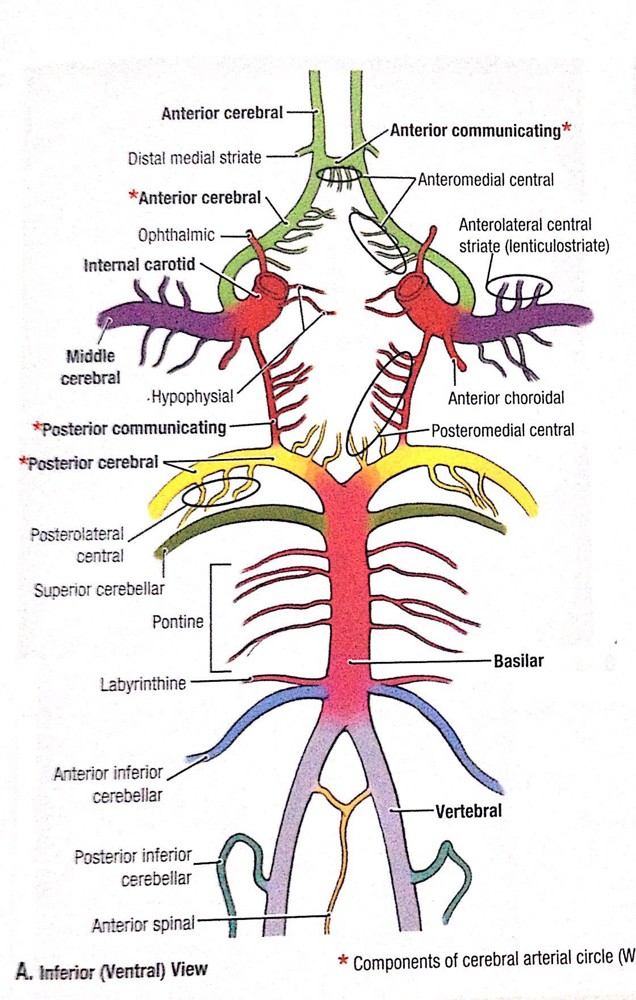 Anterior cerebral
Anterior communicating*
Distal medial striate
Anteromedial central
*Anterior cerebral
Anterolateral central
striate (lenticulostriate)
Ophthalmic
Internal carotid
Middle
cerebral
Hypophysial
Anterior choroidal
*Posterior communicating
Posteromedial central
*Posterior cerebral
Posterolateral
central
Superior cerebellar
Pontine
Basilar
Labyrinthine
Anterior inferior
cerebellar
Vertebral
Posterior inferior
cerebellar
Anterior spinal
A. Inferior (Ventral) View
* Components of cerebral arterial circle (W